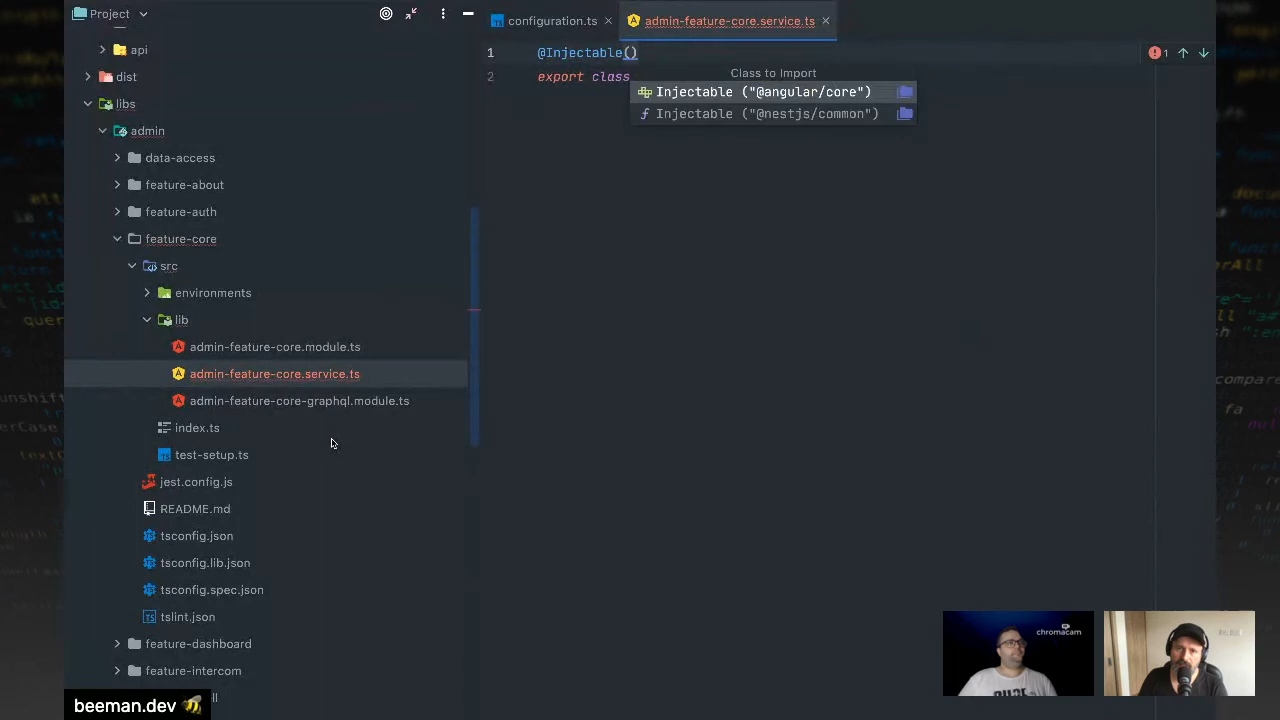 Project
configuration.ts
admin-feature-core.service.ts
api
dist
libs
admin
data-access
feature-about
feature-auth
feature-core
src
environments
lib
admin-feature-core.module.ts
admin-feature-core.service.ts
admin-feature-core-graphql.module.ts
index.ts
test-setup.ts
jest.config.js
README.md
tsconfig.json
tsconfig.lib.json
tsconfig.spec.json
tslint.json
feature-dashboard
feature-intercom
1 @Injectable()
2 export class
1
Class to Import
Injectable ("@angular/core")
Injectable ("@nestjs/common")
chromacam
beeman.dev